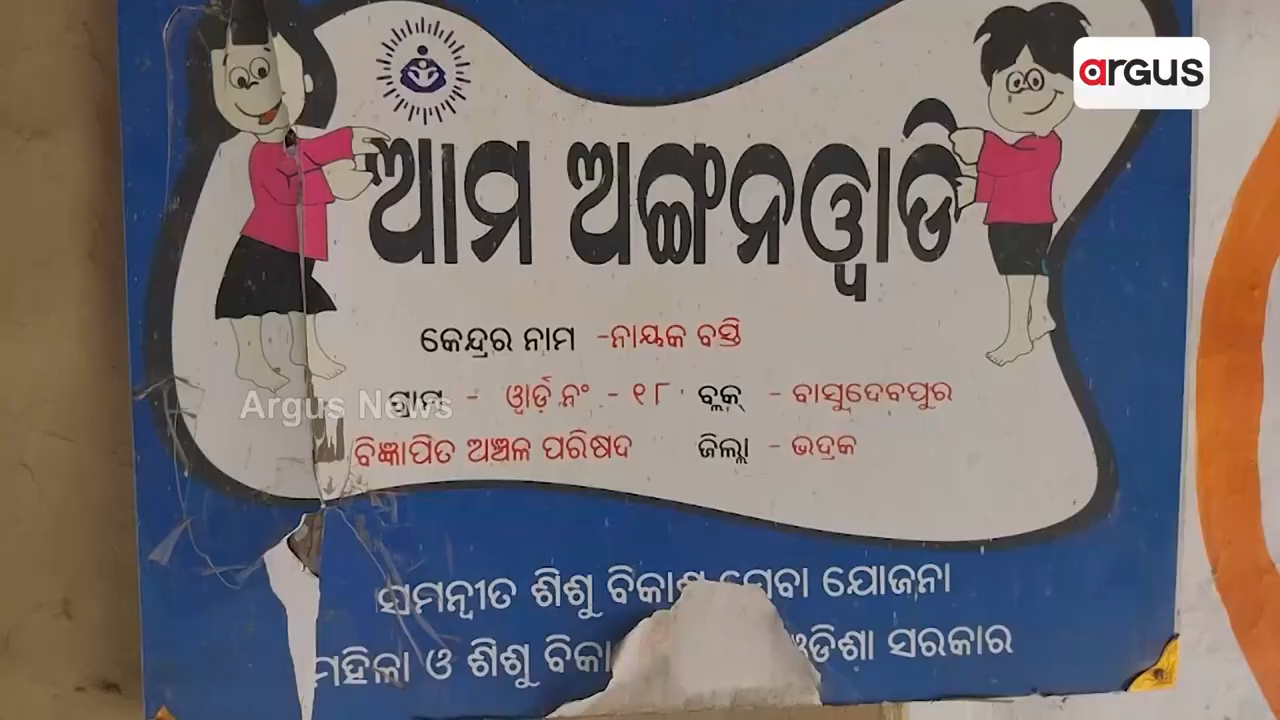 argus
ଆମ ଅଙ୍ଗନୱାଡି
କେନ୍ଦ୍ରର ନାମ -ନାୟକ ବସ୍ତି
ଗ୍ରାମ - ୱାର୍ଡ଼ ନଂ - ୧୮ ବ୍ଲକ୍ - ବାସୁଦେବପୁର
Argus News
ବିଜ୍ଞାପିତ ଅଞ୍ଚଳ ପରିଷଦ ଜିଲ୍ଲା - ଭଦ୍ରକ
ସମନ୍ୱୀତ ଶିଶୁ ବିକାଶ ସେବା ଯୋଜନା
ମହିଳା ଓ ଶିଶୁ ଓଡିଶା ସରକାର